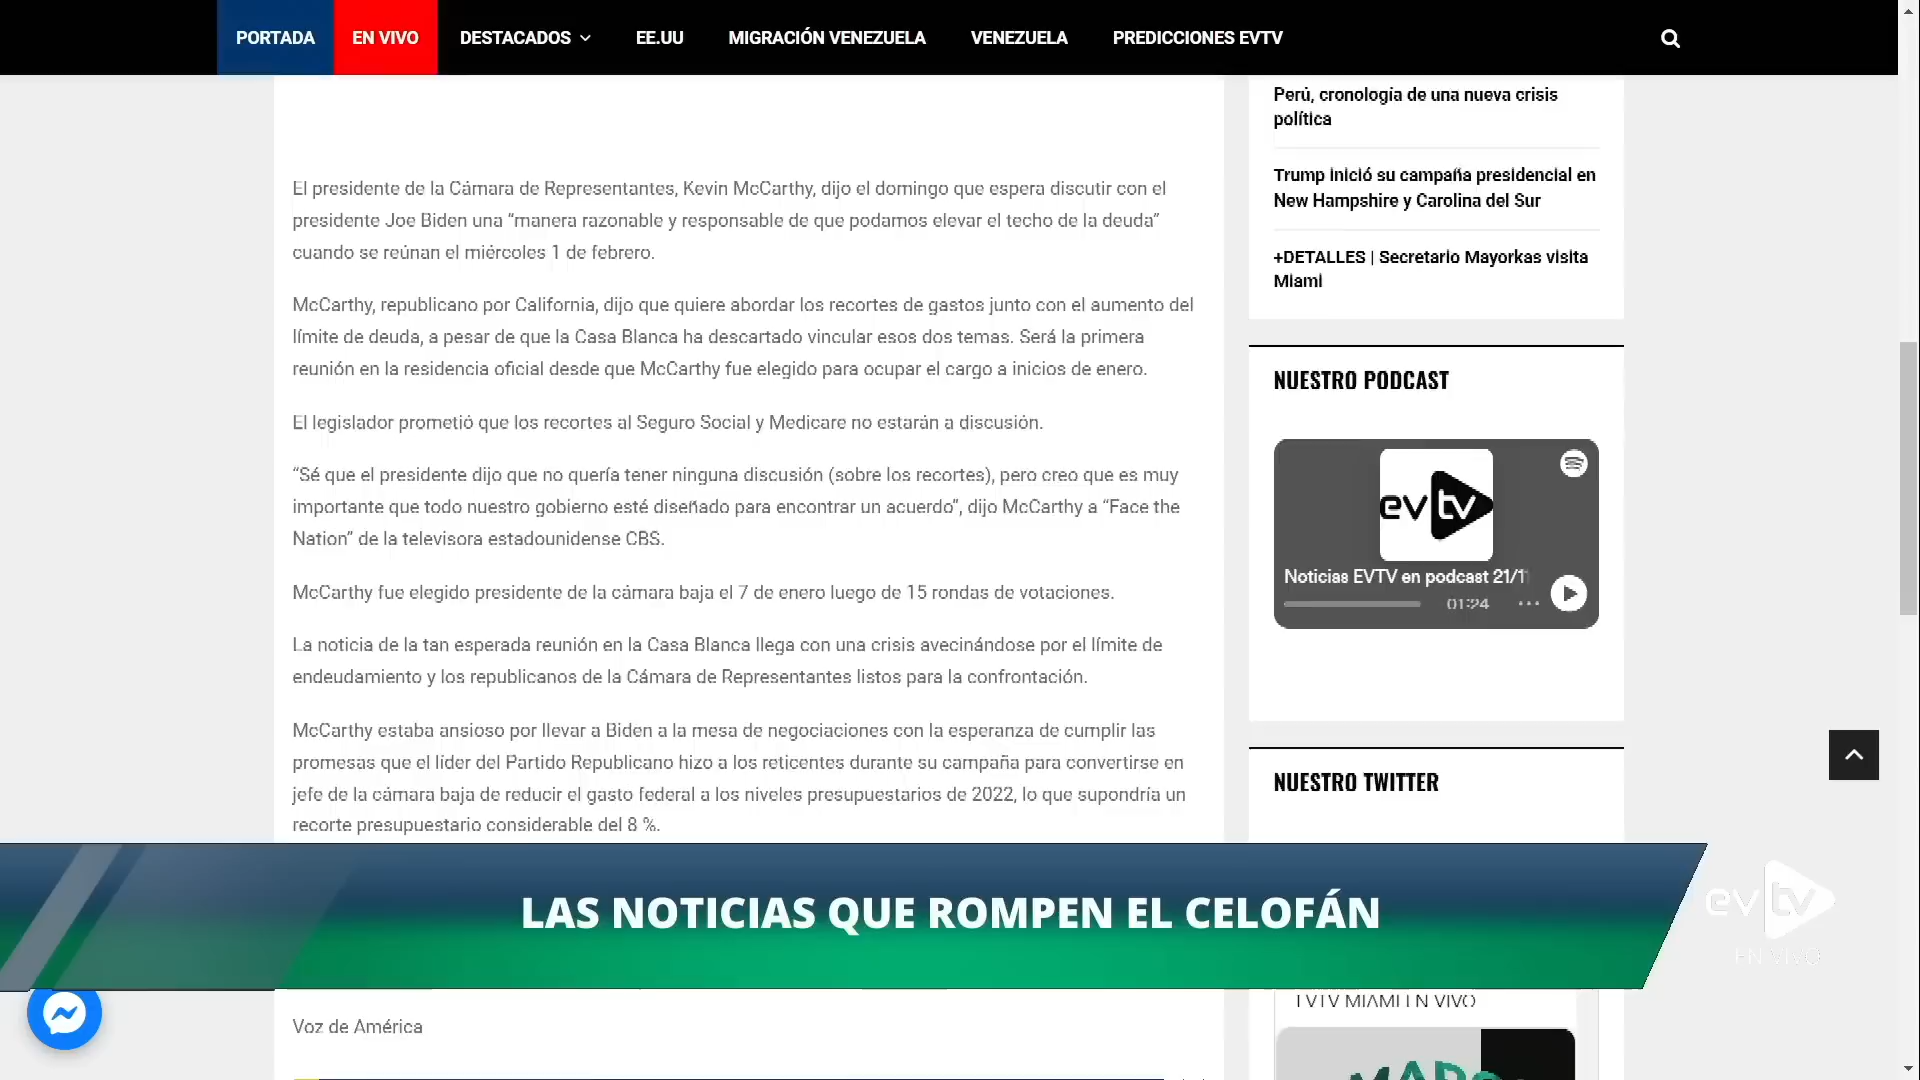 PORTADA EN VIVO DESTACADOS EE.UU MIGRACIÓN VENEZUELA VENEZUELA PREDICCIONES EVTV
El presidente de la Cámara de Representantes, Kevin McCarthy, dijo el domingo que espera discutir con el
presidente Joe Biden una “manera razonable y responsable de que podamos elevar el techo de la deuda”
cuando se reúnan el miércoles 1 de febrero.
McCarthy, republicano por California, dijo que quiere abordar los recortes de gastos junto con el aumento del
límite de deuda, a pesar de que la Casa Blanca ha descartado vincular esos dos temas. Será la primera
reunión en la residencia oficial desde que McCarthy fue elegido para ocupar el cargo a inicios de enero.
El legislador prometió que los recortes al Seguro Social y Medicare no estarán a discusión.
“Sé que el presidente dijo que no quería tener ninguna discusión (sobre los recortes), pero creo que es muy
importante que todo nuestro gobierno esté diseñado para encontrar un acuerdo”, dijo McCarthy a “Face the
Nation” de la televisora estadounidense CBS.
McCarthy fue elegido presidente de la cámara baja el 7 de enero luego de 15 rondas de votaciones.
La noticia de la tan esperada reunión en la Casa Blanca llega con una crisis avecinándose por el límite de
endeudamiento y los republicanos de la Cámara de Representantes listos para la confrontación.
McCarthy estaba ansioso por llevar a Biden a la mesa de negociaciones con la esperanza de cumplir las
promesas que el líder del Partido Republicano hizo a los reticentes durante su campaña para convertirse en
jefe de la cámara baja de reducir el gasto federal a los niveles presupuestarios de 2022, lo que supondría un
recorte presupuestario considerable del 8 %.
Voz de América
Perú, cronología de una nueva crisis
política
Trump inició su campaña presidencial en
New Hampshire y Carolina del Sur
+DETALLES | Secretario Mayorkas visita
Miami
NUESTRO PODCAST
evtv
Noticias EVTV en podcast 21/1
01:24
NUESTRO TWITTER
EVTV MIAMI EN VIVO
LAS NOTICIAS QUE ROMPEN EL CELOFÁN
evtv
EN VIVO